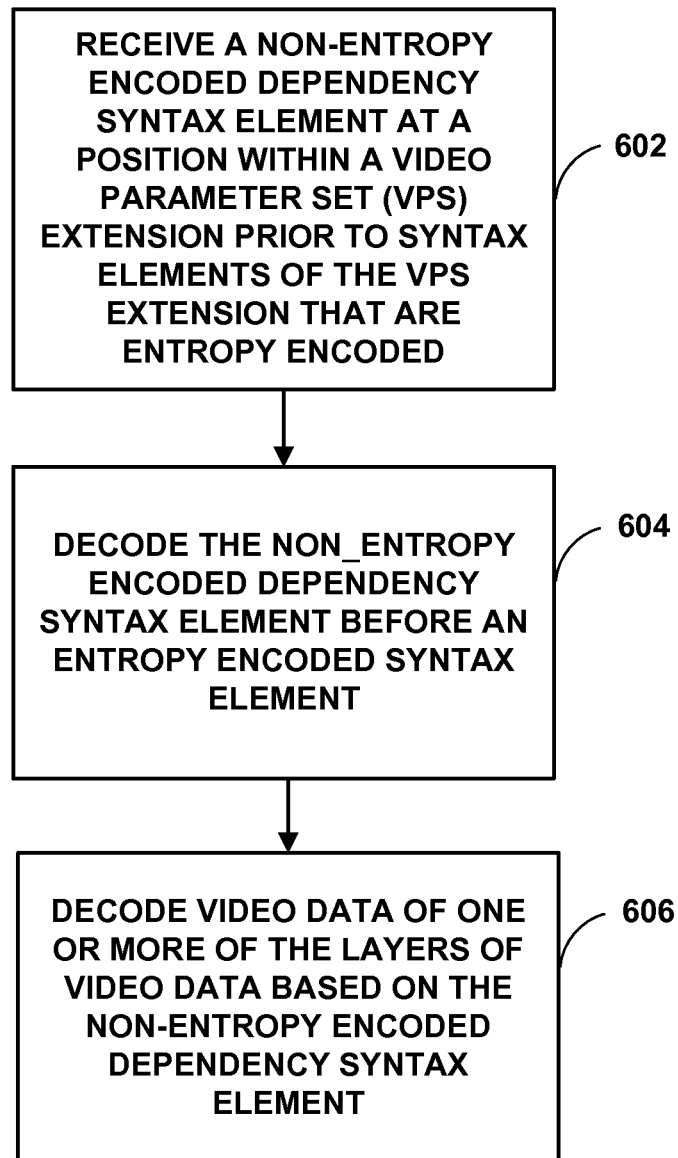 RECEIVE A NON-ENTROPY
ENCODED DEPENDENCY
SYNTAX ELEMENT AT A
POSITION WITHIN A VIDEO
PARAMETER SET (VPS)
EXTENSION PRIOR TO SYNTAX
ELEMENTS OF THE VPS
EXTENSION THAT ARE
ENTROPY ENCODED
602
DECODE THE NON_ENTROPY
ENCODED DEPENDENCY
SYNTAX ELEMENT BEFORE AN
ENTROPY ENCODED SYNTAX
ELEMENT
604
DECODE VIDEO DATA OF ONE
OR MORE OF THE LAYERS OF
VIDEO DATA BASED ON THE
NON-ENTROPY ENCODED
DEPENDENCY SYNTAX
ELEMENT
606